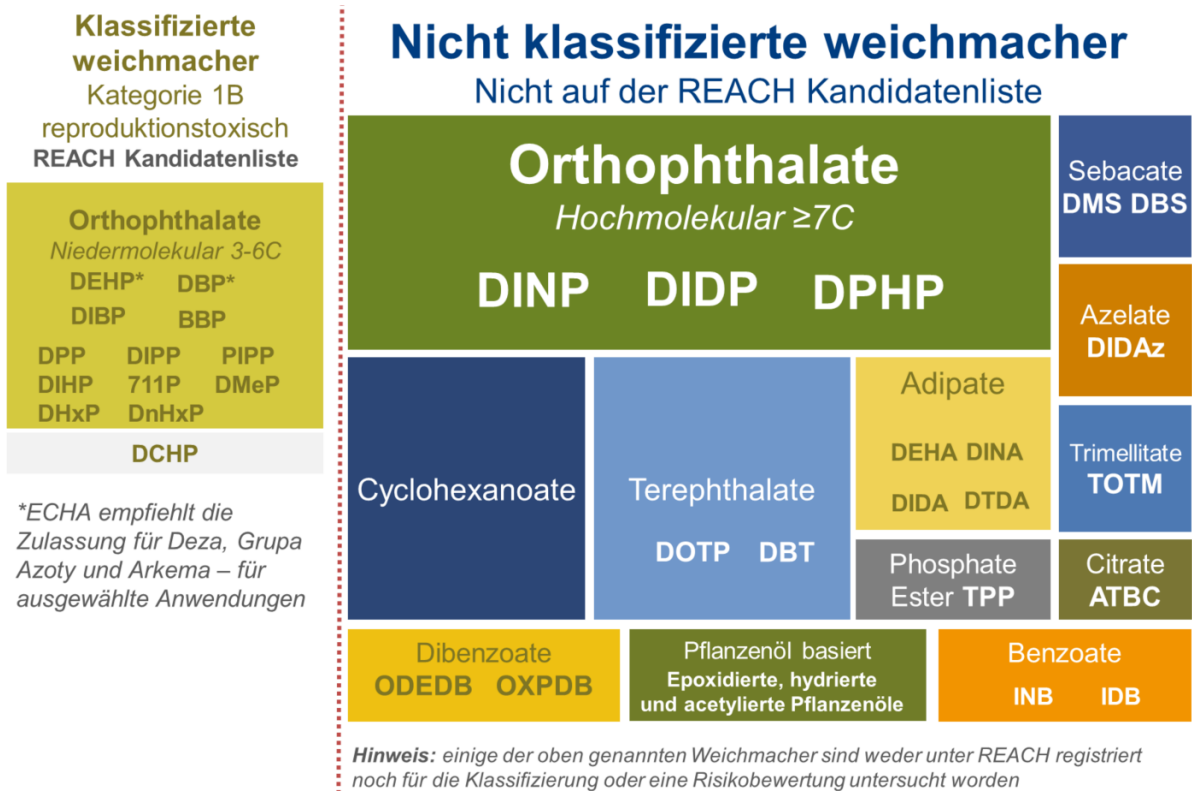 Klassifizierte
weichmacher
Kategorie 1B
reproduktionstoxisch
REACH Kandidatenliste
Orthophthalate
Niedermolekular 3-6C
DEHP* DBP*
DIBP BBP
DPP DIPP PIPP
DIHP 711P DMeP
DHxP DnHxP
DCHP
*ECHA empfiehlt die
Zulassung für Deza, Grupa
Azoty und Arkema – für
ausgewählte Anwendungen
Nicht klassifizierte weichmacher
Nicht auf der REACH Kandidatenliste
Orthophthalate
Hochmolekular ≥7C
DINP DIDP DPHP
Sebacate
DMS DBS
Azelate
DIDAz
Cyclohexanoate
Terephthalate
DOTP DBT
Adipate
DEHA DINA
DIDA DTDA
Trimellitate
TOTM
Phosphate
Ester TPP
Citrate
ATBC
Dibenzoate
ODEDB OXPDB
Pflanzenöl basiert
Epoxidierte, hydrierte
und acetylierte Pflanzenöle
Benzoate
INB IDB
Hinweis: einige der oben genannten Weichmacher sind weder unter REACH registriert
noch für die Klassifizierung oder eine Risikobewertung untersucht worden